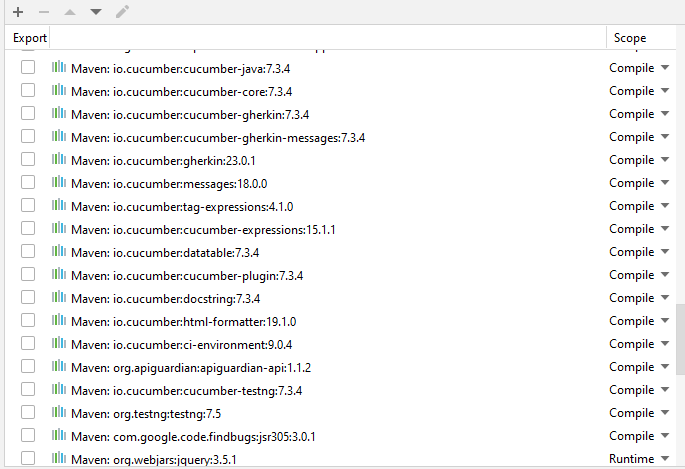 Export Scope
Maven: io.cucumber:cucumber-java:7.3.4 Compile
Maven: io.cucumber:cucumber-core:7.3.4 Compile
Maven: io.cucumber:cucumber-gherkin:7.3.4 Compile
Maven: io.cucumber:cucumber-gherkin-messages:7.3.4 Compile
Maven: io.cucumber:gherkin:23.0.1 Compile
Maven: io.cucumber:messages:18.0.0 Compile
Maven: io.cucumber:tag-expressions:4.1.0 Compile
Maven: io.cucumber:cucumber-expressions:15.1.1 Compile
Maven: io.cucumber:datatable:7.3.4 Compile
Maven: io.cucumber:cucumber-plugin:7.3.4 Compile
Maven: io.cucumber:docstring:7.3.4 Compile
Maven: io.cucumber:html-formatter:19.1.0 Compile
Maven: io.cucumber:ci-environment:9.0.4 Compile
Maven: org.apiguardian:apiguardian-api:1.1.2 Compile
Maven: io.cucumber:cucumber-testng:7.3.4 Compile
Maven: org.testng:testng:7.5 Compile
Maven: com.google.code.findbugs:jsr305:3.0.1 Compile
Maven: org.webjars:jquery:3.5.1 Runtime